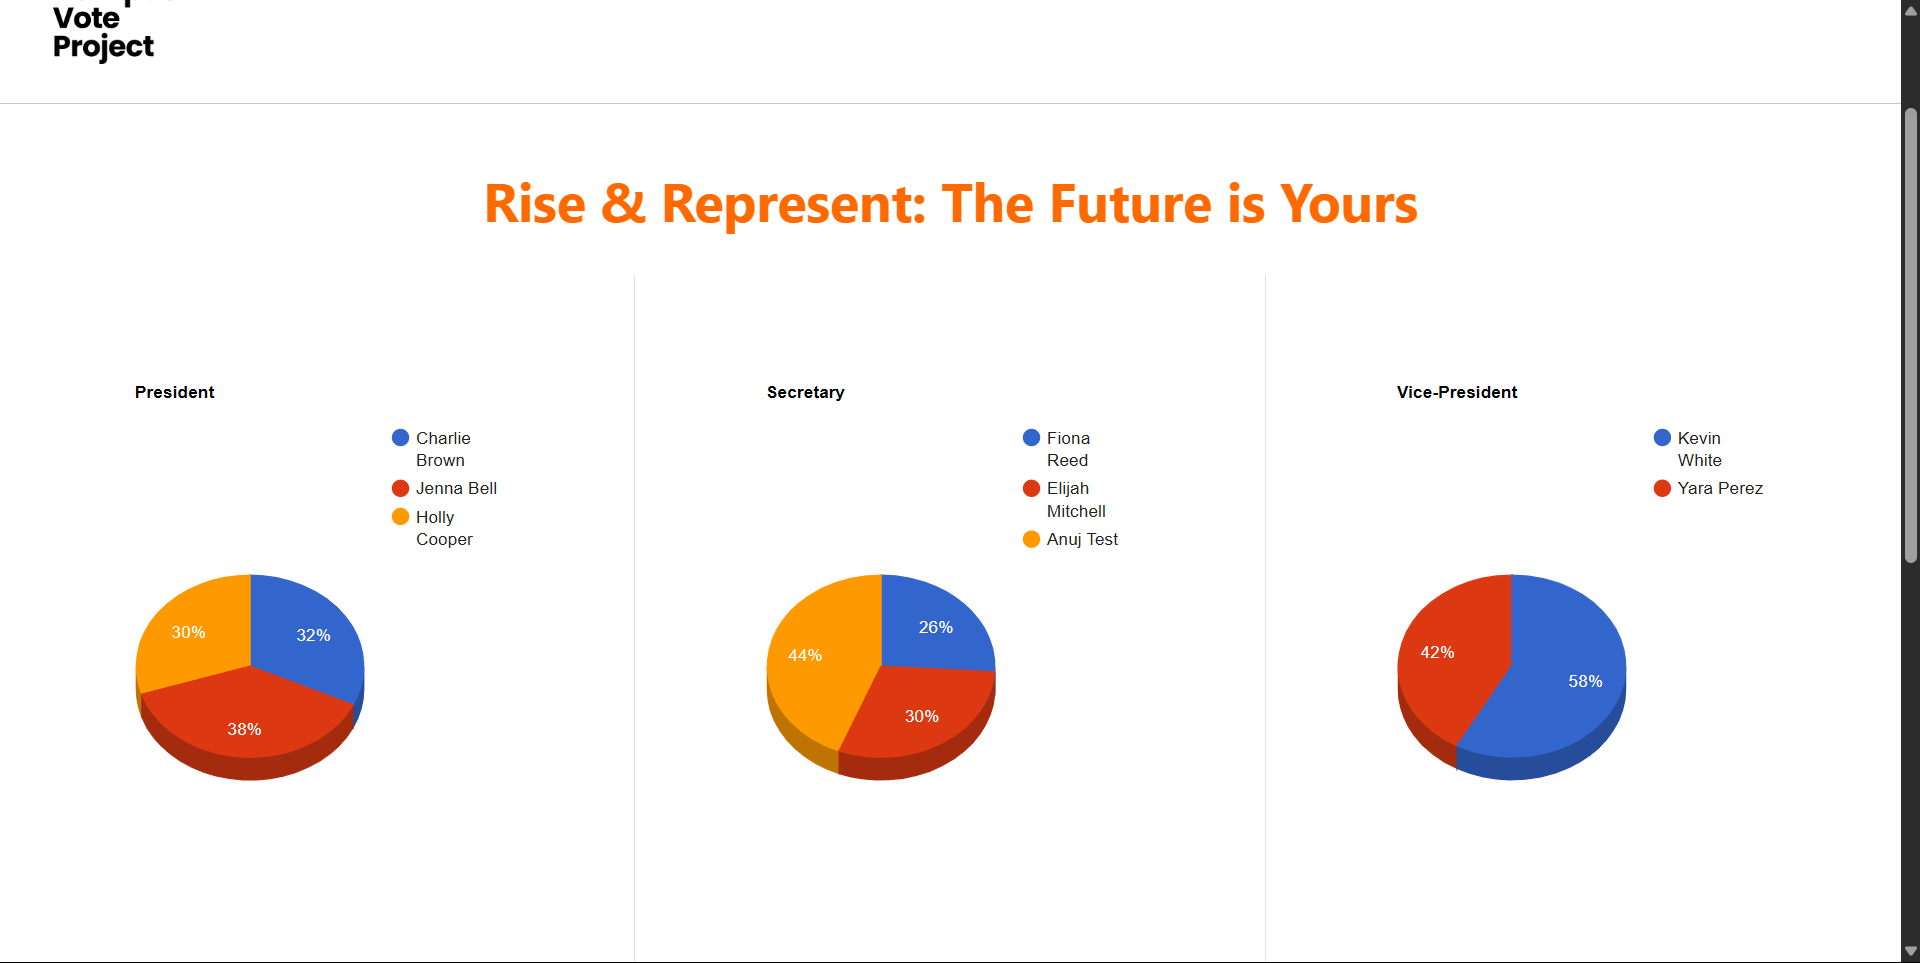 Vote
Project
Rise & Represent: The Future is Yours
President
Charlie
Brown
Jenna Bell
Holly
Cooper
30%
32%
38%
Secretary
Fiona
Reed
Elijah
Mitchell
Anuj Test
26%
44%
30%
Vice-President
Kevin
White
Yara Perez
42%
58%